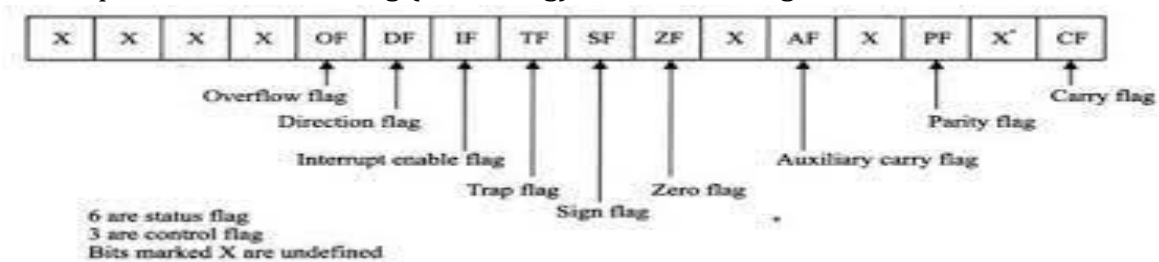 X X X X OF DF IF TF SF ZF X AF X PF X* CF
Overflow flag
Carry flag
Direction flag
Parity flag
Interrupt enable flag
Auxiliary carry flag
Trap flag
Zero flag
Sign flag
6 are status flag
3 are control flag
Bits marked X are undefined